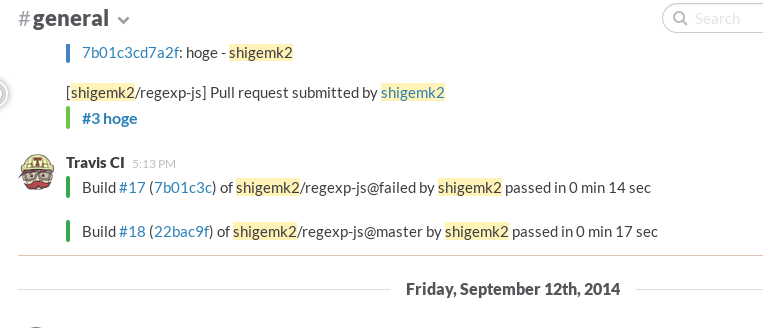 #general
Search
7b01c3cd7a2f: hoge - shigemk2
[shigemk2/regexp-js] Pull request submitted by shigemk2
#3 hoge
Travis CI 5:13 PM
Build #17 (7b01c3c) of shigemk2/regexp-js@failed by shigemk2 passed in 0 min 14 sec
Build #18 (22bac9f) of shigemk2/regexp-js@master by shigemk2 passed in 0 min 17 sec
Friday, September 12th, 2014